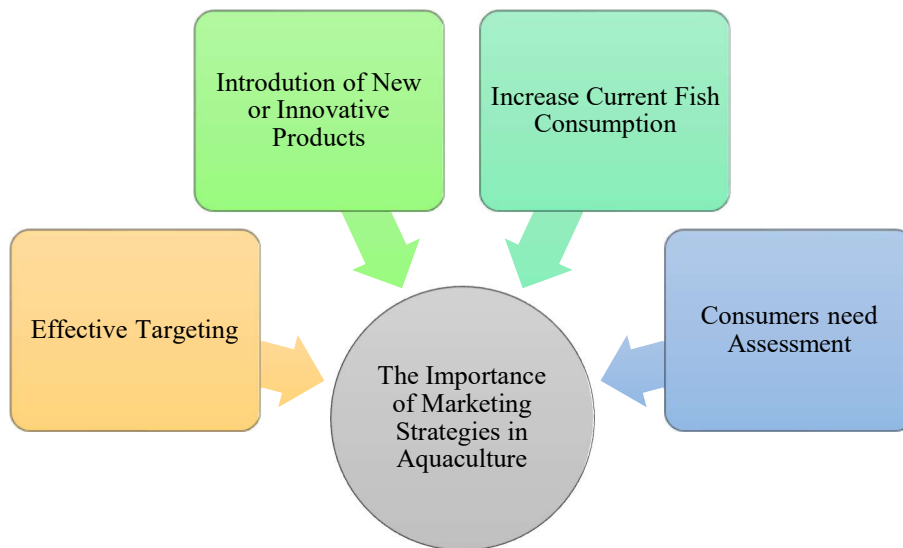 Introdution of New
or Innovative
Products
Increase Current Fish
Consumption
Effective Targeting
Consumers need
Assessment
The Importance
of Marketing
Strategies in
Aquaculture